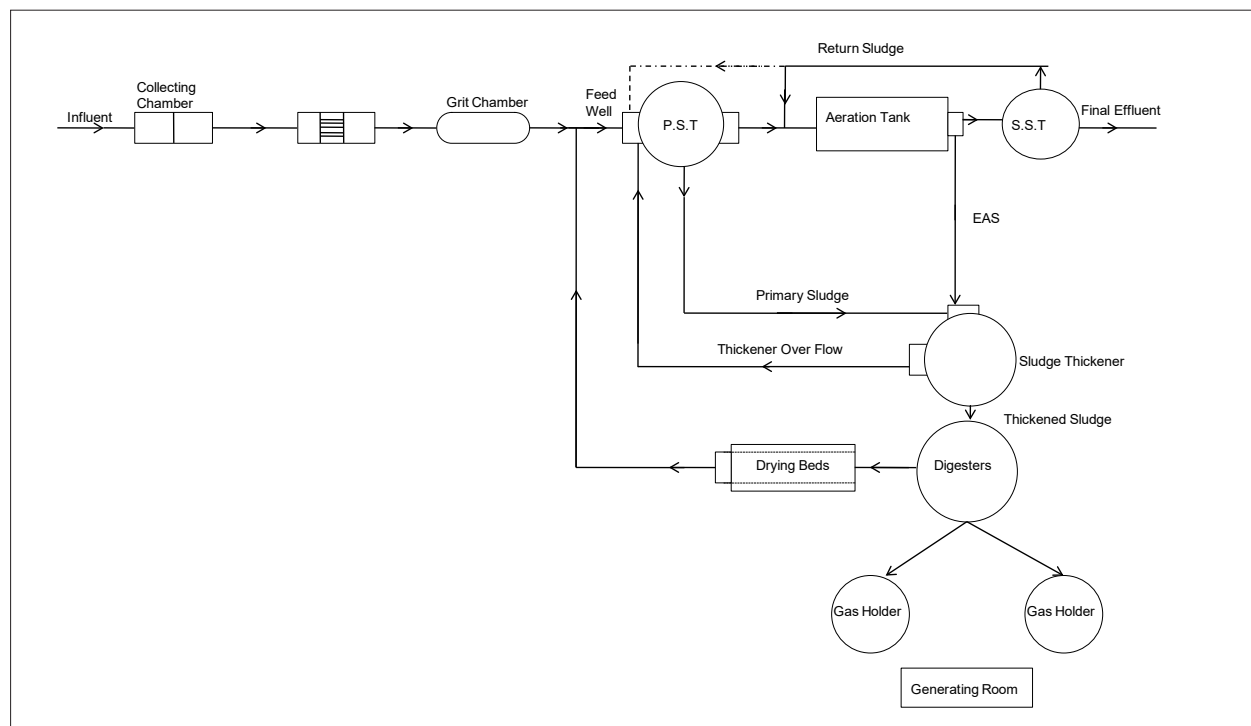 Return Sludge
Collecting
Chamber
Grit Chamber
Feed
Well
Influent
P.S.T
Aeration Tank
S.S.T
Final Effluent
EAS
Primary Sludge
Thickener Over Flow
Sludge Thickener
Thickened Sludge
Drying Beds
Digesters
Gas Holder
Gas Holder
Generating Room